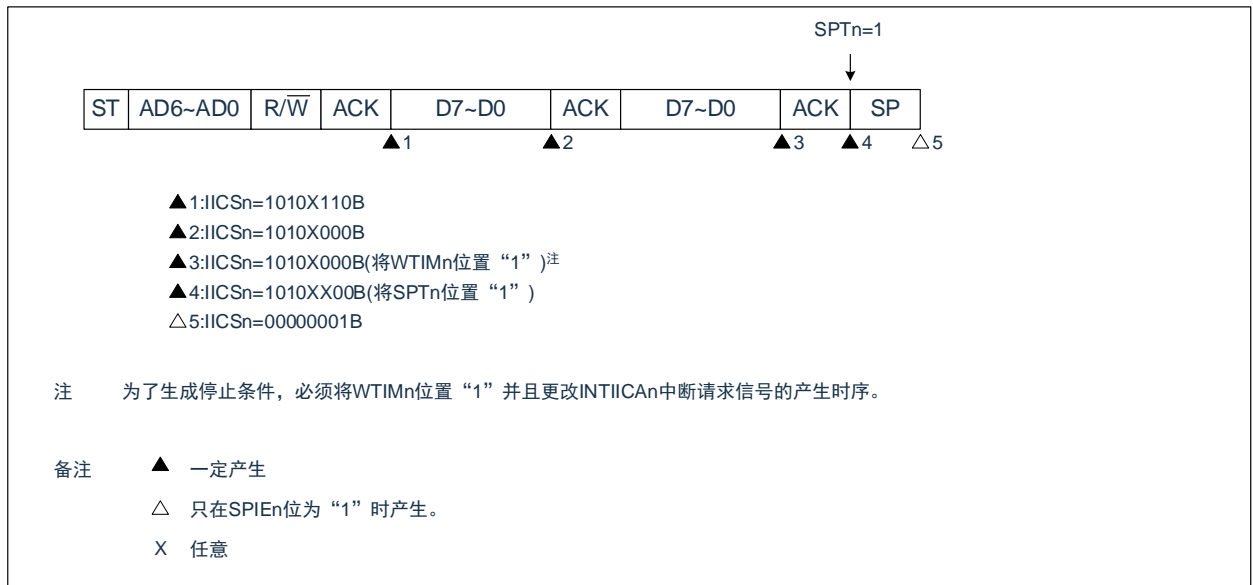 SPTn=1
ST AD6~AD0 R/W ACK D7~D0 ACK D7~D0 ACK SP
▲1 ▲2 ▲3 ▲4 △5
▲1:IICSn=1010X110B
▲2:IICSn=1010X000B
▲3:IICSn=1010X000B(将WTIMn位置“1”)注
▲4:IICSn=1010XX00B(将SPTn位置“1”)
△5:IICSn=00000001B
注 为了生成停止条件，必须将WTIMn位置“1”并且更改INTIICAn中断请求信号的产生时序。
备注 ▲ 一定产生
△ 只在SPIEn位为“1”时产生。
X 任意